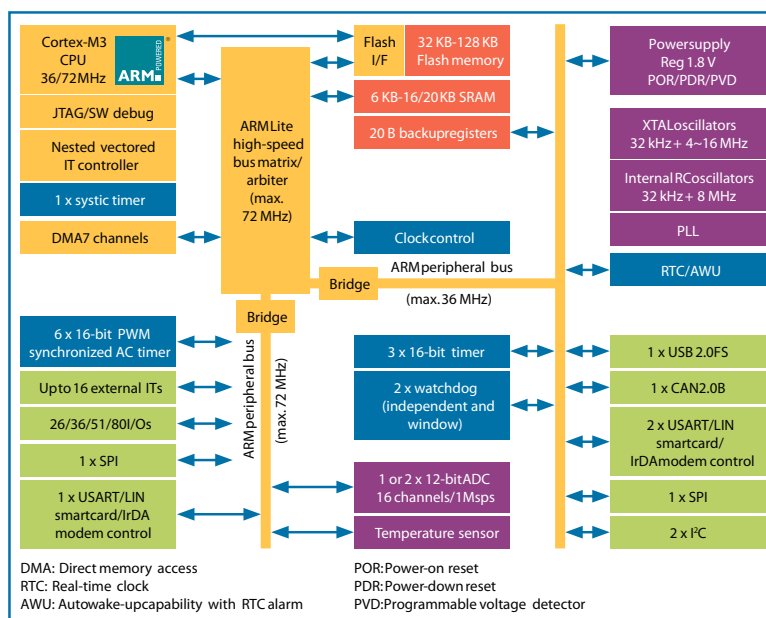 Cortex-M3
CPU
36/72MHz
ARM POWERED
®
JTAG/SW debug
Nested vectored
IT controller
1 x systic timer
DMA7 channels
ARMLite
high-speed
bus matrix/
arbiter
(max.
72 MHz)
Flash
I/F
32 KB-128 KB
Flash memory
6 KB-16/20KB SRAM
20 B backupregisters
Clockcontrol
Powersupply
Reg 1.8 V
POR/PDR/PVD
XTALoscillators
32 kHz + 4~16 MHz
InternalRCoscillators
32 kHz + 8 MHz
PLL
RTC/AWU
ARMperipheral bus
(max.36 MHz)
Bridge
Bridge
ARMperipheral bus
(max. 72 MHz)
6 x 16-bit PWM
synchronized AC timer
Upto16 external ITs
26/36/51/80I/Os
1 x SPI
1 x USART/LIN
smartcard/IrDA
modem control
3 x 16-bit timer
2 x watchdog
(independent and
window)
1 or 2 x 12-bitADC
16 channels/1Msps
Temperature sensor
1 x USB 2.0FS
1 x CAN2.0B
2 x USART/LIN
smartcard/
IrDAmodem control
1 x SPI
2 x I²C
DMA: Direct memory access
RTC: Real-time clock
AWU: Autowake-upcapability with RTC alarm
POR:Power-on reset
PDR:Power-down reset
PVD:Programmable voltage detector